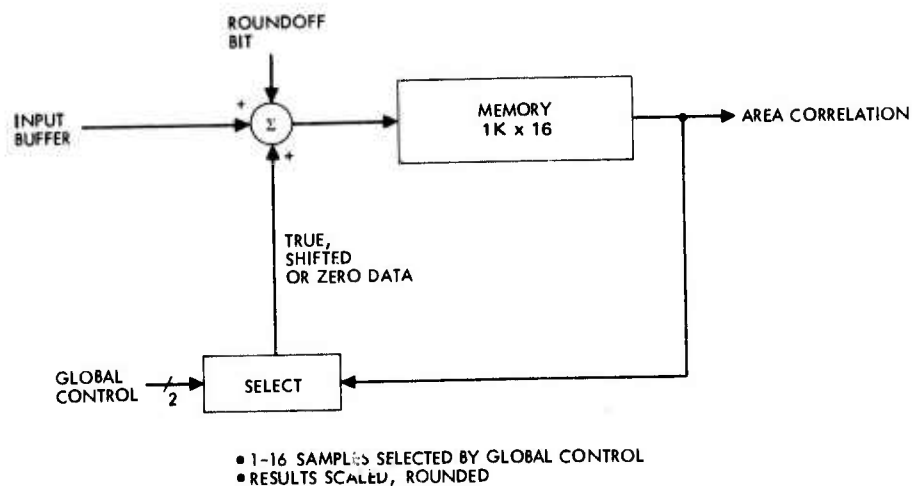 ROUNDOFF
BIT
INPUT
BUFFER
+
Σ
+
MEMORY
1K x 16
AREA CORRELATION
TRUE,
SHIFTED
OR ZERO DATA
GLOBAL
CONTROL
2
SELECT
• 1-16 SAMPLES SELECTED BY GLOBAL CONTROL
• RESULTS SCALED, ROUNDED